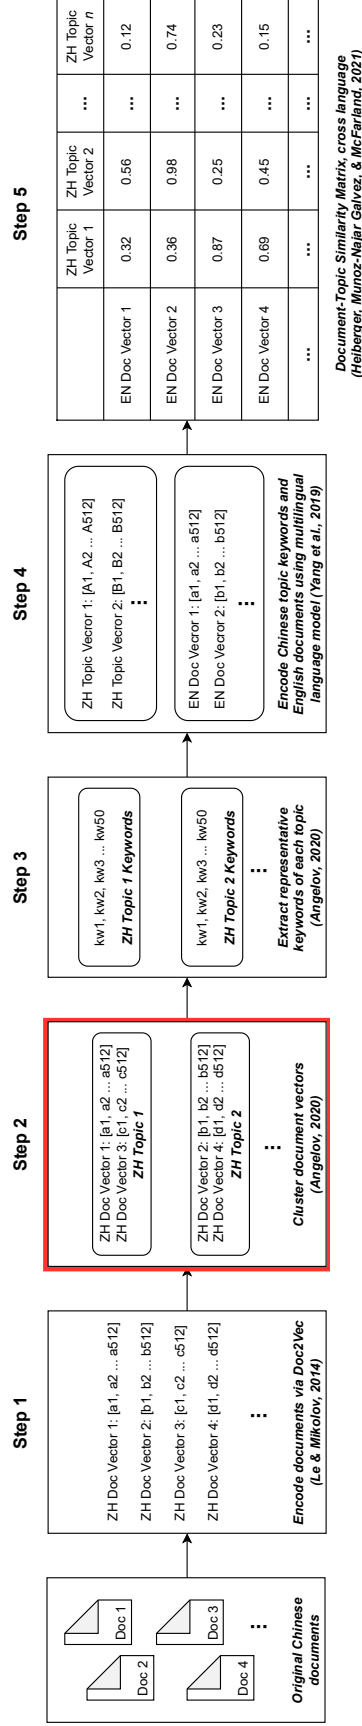 Doc 1
Doc 2
Doc 3
Doc 4
...
Original Chinese
documents
Step 1
ZH Doc Vector 1: [a1, a2 ... a512]
ZH Doc Vector 2: [b1, b2 ... b512]
ZH Doc Vector 3: [c1, c2 ... c512]
ZH Doc Vector 4: [d1, d2 ... d512]
...
Encode documents via Doc2Vec
(Le & Mikolov, 2014)
Step 2
ZH Doc Vector 1: [a1, a2 ... a512]
ZH Doc Vector 3: [c1, c2 ... c512]
ZH Topic 1
ZH Doc Vector 2: [b1, b2 ... b512]
ZH Doc Vector 4: [d1, d2 ... d512]
ZH Topic 2
...
Cluster document vectors
(Angelov, 2020)
Step 3
kw1, kw2, kw3 ... kw50
ZH Topic 1 Keywords
kw1, kw2, kw3 ... kw50
ZH Topic 2 Keywords
...
Extract representative
keywords of each topic
(Angelov, 2020)
Step 4
ZH Topic Vecror 1: [A1, A2 ... A512]
ZH Topic Vecror 2: [B1, B2 ... B512]
...
EN Doc Vecror 1: [a1, a2 ... a512]
EN Doc Vecror 2: [b1, b2 ... b512]
...
Encode Chinese topic keywords and
English documents using multilingual
language model (Yang et al., 2019)
Step 5
ZH Topic
Vector 1
ZH Topic
Vector 2
...
ZH Topic
Vector n
EN Doc Vector 1 0.32 0.56 ... 0.12
EN Doc Vector 2 0.36 0.98 ... 0.74
EN Doc Vector 3 0.87 0.25 ... 0.23
EN Doc Vector 4 0.69 0.45 ... 0.15
... ... ... ... ...
Document-Topic Similarity Matrix, cross language
(Heiberger, Munoz-Najar Galvez, & McFarland, 2021)